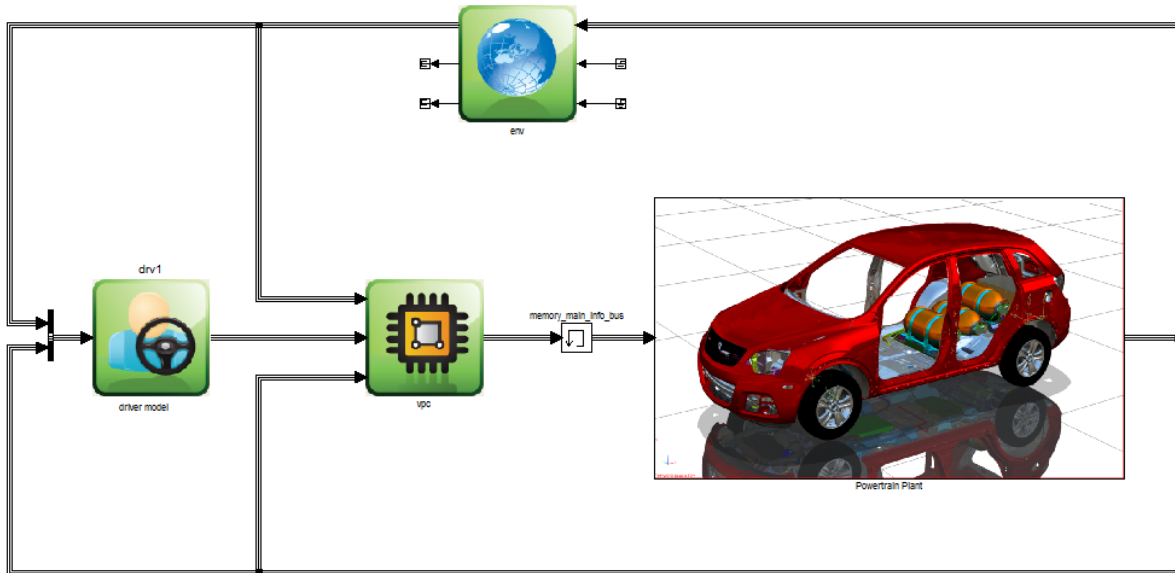 env
drv1
driver model
vpc
memory_main_info_bus
Powertrain Plant